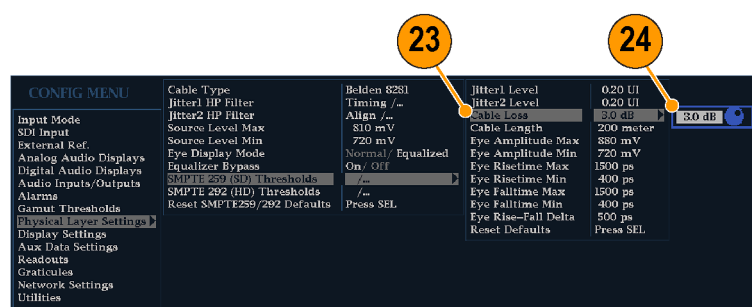 23
24
CONFIG MENU
Input Mode
SDI Input
External Ref.
Analog Audio Displays
Digital Audio Displays
Audio Inputs/Outputs
Alarms
Gamut Thresholds
Physical Layer Settings
Display Settings
Aux Data Settings
Readouts
Graticules
Network Settings
Utilities
Cable Type Belden 8281
Jitter1 HP Filter Timing /...
Jitter2 HP Filter Align /...
Source Level Max 810 mV
Source Level Min 720 mV
Eye Display Mode Normal/ Equalized
Equalizer Bypass On/ Off
SMPTE 259 (SD) Thresholds /...
SMPTE 292 (HD) Thresholds /...
Reset SMPTE259/292 Defaults Press SEL
Jitter1 Level 0.20 UI
Jitter2 Level 0.20 UI
Cable Loss 3.0 dB
Cable Length 200 meter
Eye Amplitude Max 880 mV
Eye Amplitude Min 720 mV
Eye Risetime Max 1500 ps
Eye Risetime Min 400 ps
Eye Falltime Max 1500 ps
Eye Falltime Min 400 ps
Eye Rise–Fall Delta 500 ps
Reset Defaults Press SEL
3.0 dB